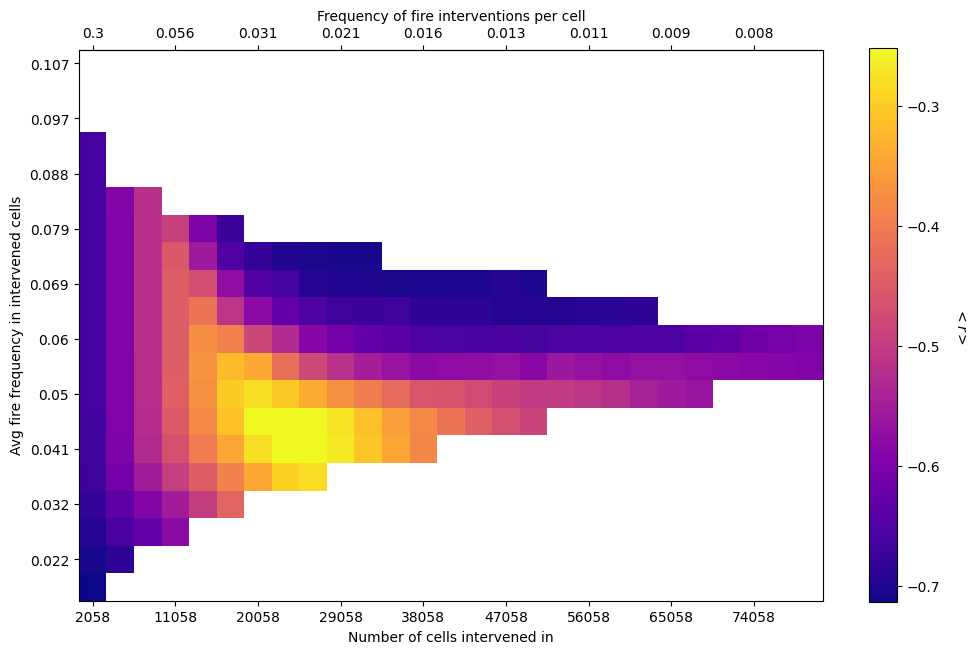 Frequency of fire interventions per cell
0.3 0.056 0.031 0.021 0.016 0.013 0.011 0.009 0.008
0.107
0.097
0.088
0.079
0.069
0.06
0.05
0.041
0.032
0.022
Avg fire frequency in intervened cells
2058 11058 20058 29058 38058 47058 56058 65058 74058
Number of cells intervened in
−0.3
−0.4
−0.5
−0.6
−0.7
< r >